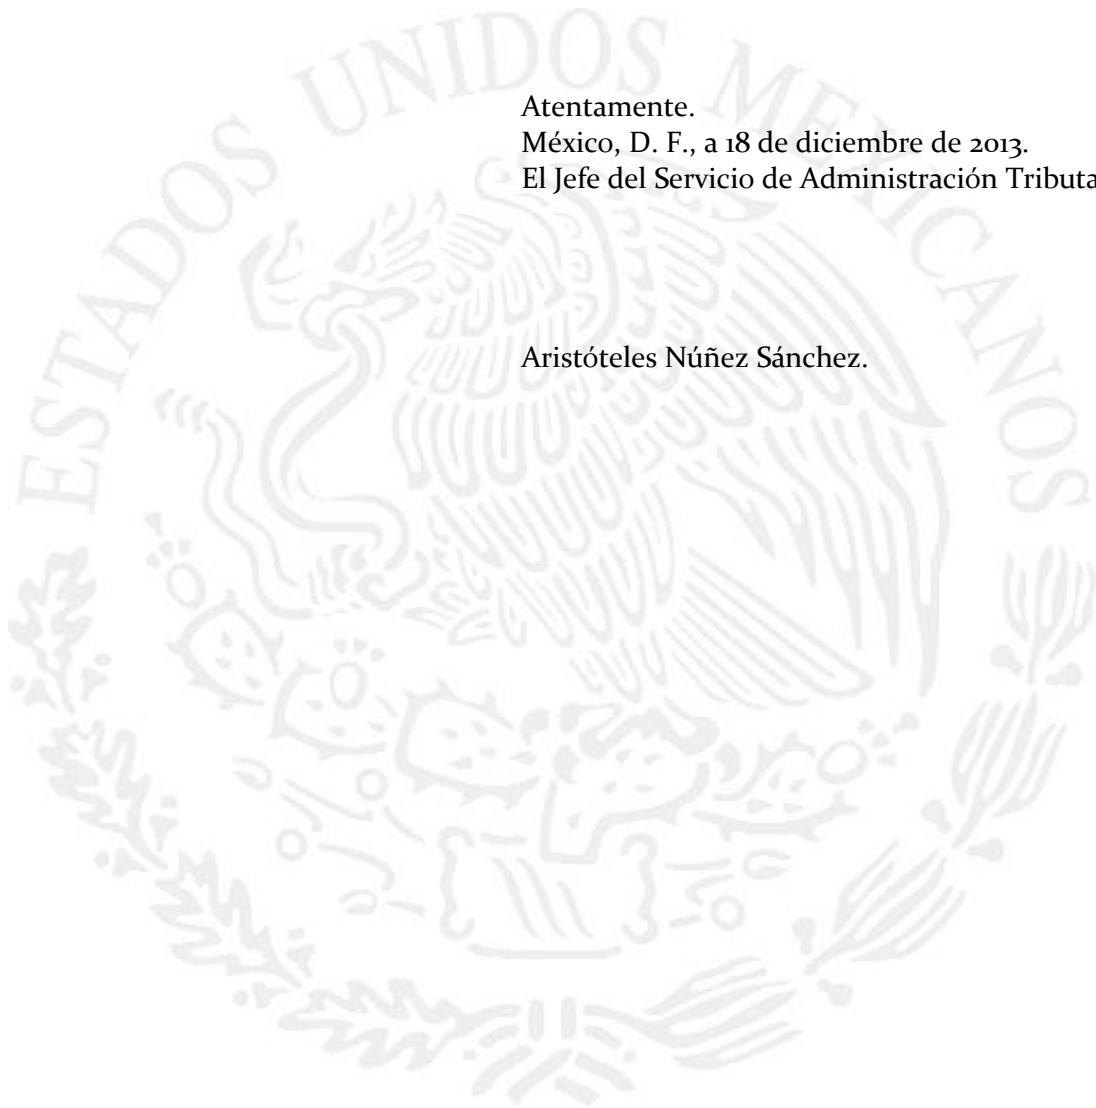 ESTADOS UNIDOS MEXICANOS
Atentamente.
México, D. F., a 18 de diciembre de 2013.
El Jefe del Servicio de Administración Tributa
Aristóteles Núñez Sánchez.